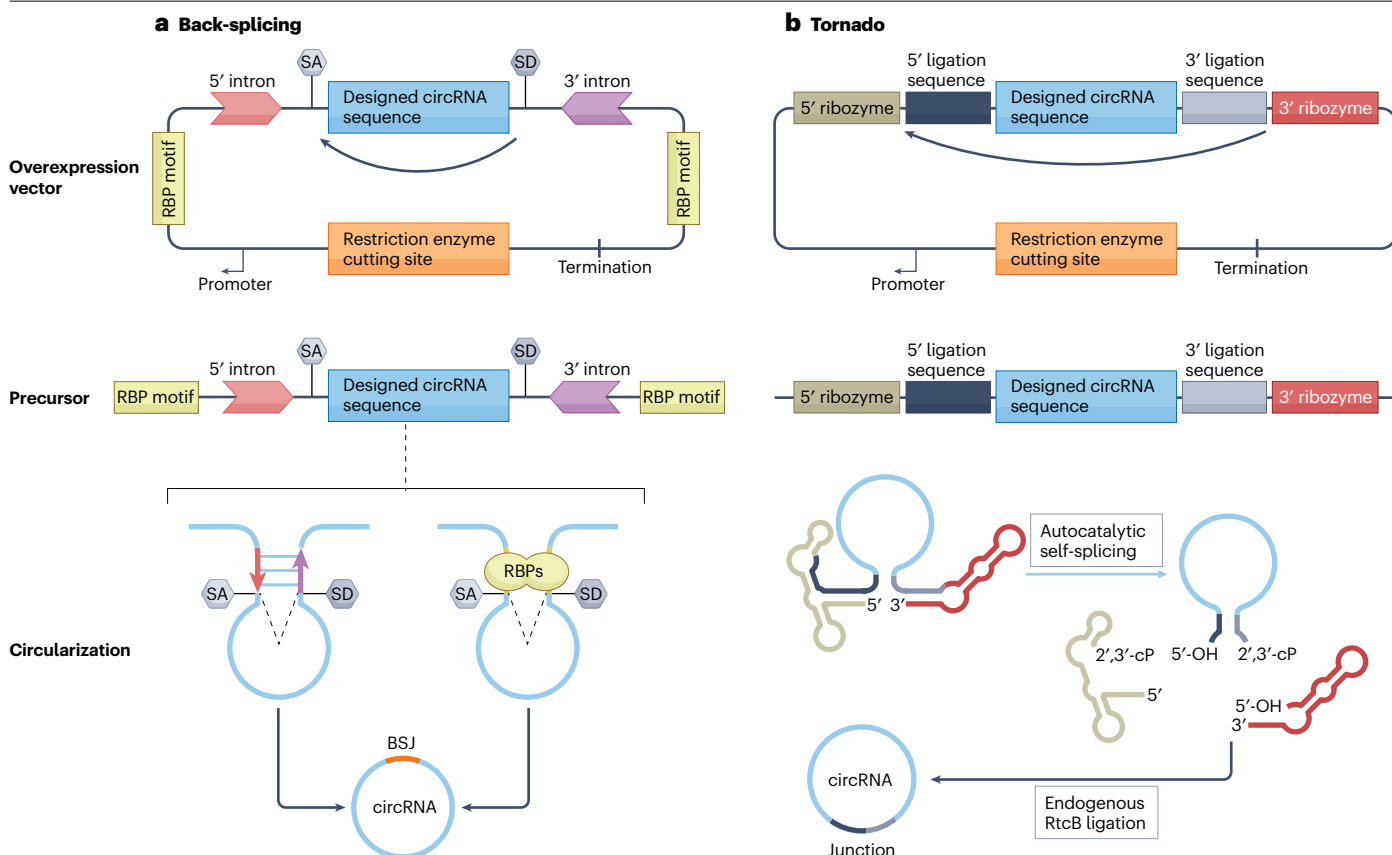 a Back-splicing
SA
SD
5′ intron
3′ intron
Designed circRNA
sequence
RBP motif
RBP motif
Overexpression
vector
Restriction enzyme
cutting site
Promoter
Termination
SA
SD
5′ intron
3′ intron
Precursor
RBP motif
Designed circRNA
sequence
RBP motif
RBPs
SA
SD
SA
SD
Circularization
BSJ
circRNA
b Tornado
5′ ligation
sequence
3′ ligation
sequence
5′ ribozyme
Designed circRNA
sequence
3′ ribozyme
Restriction enzyme
cutting site
Promoter
Termination
5′ ligation
sequence
3′ ligation
sequence
5′ ribozyme
Designed circRNA
sequence
3′ ribozyme
Autocatalytic
self-splicing
5′ 3′
2′,3′-cP
5′-OH
2′,3′-cP
5′
5′-OH
3′
circRNA
Endogenous
RtcB ligation
Junction